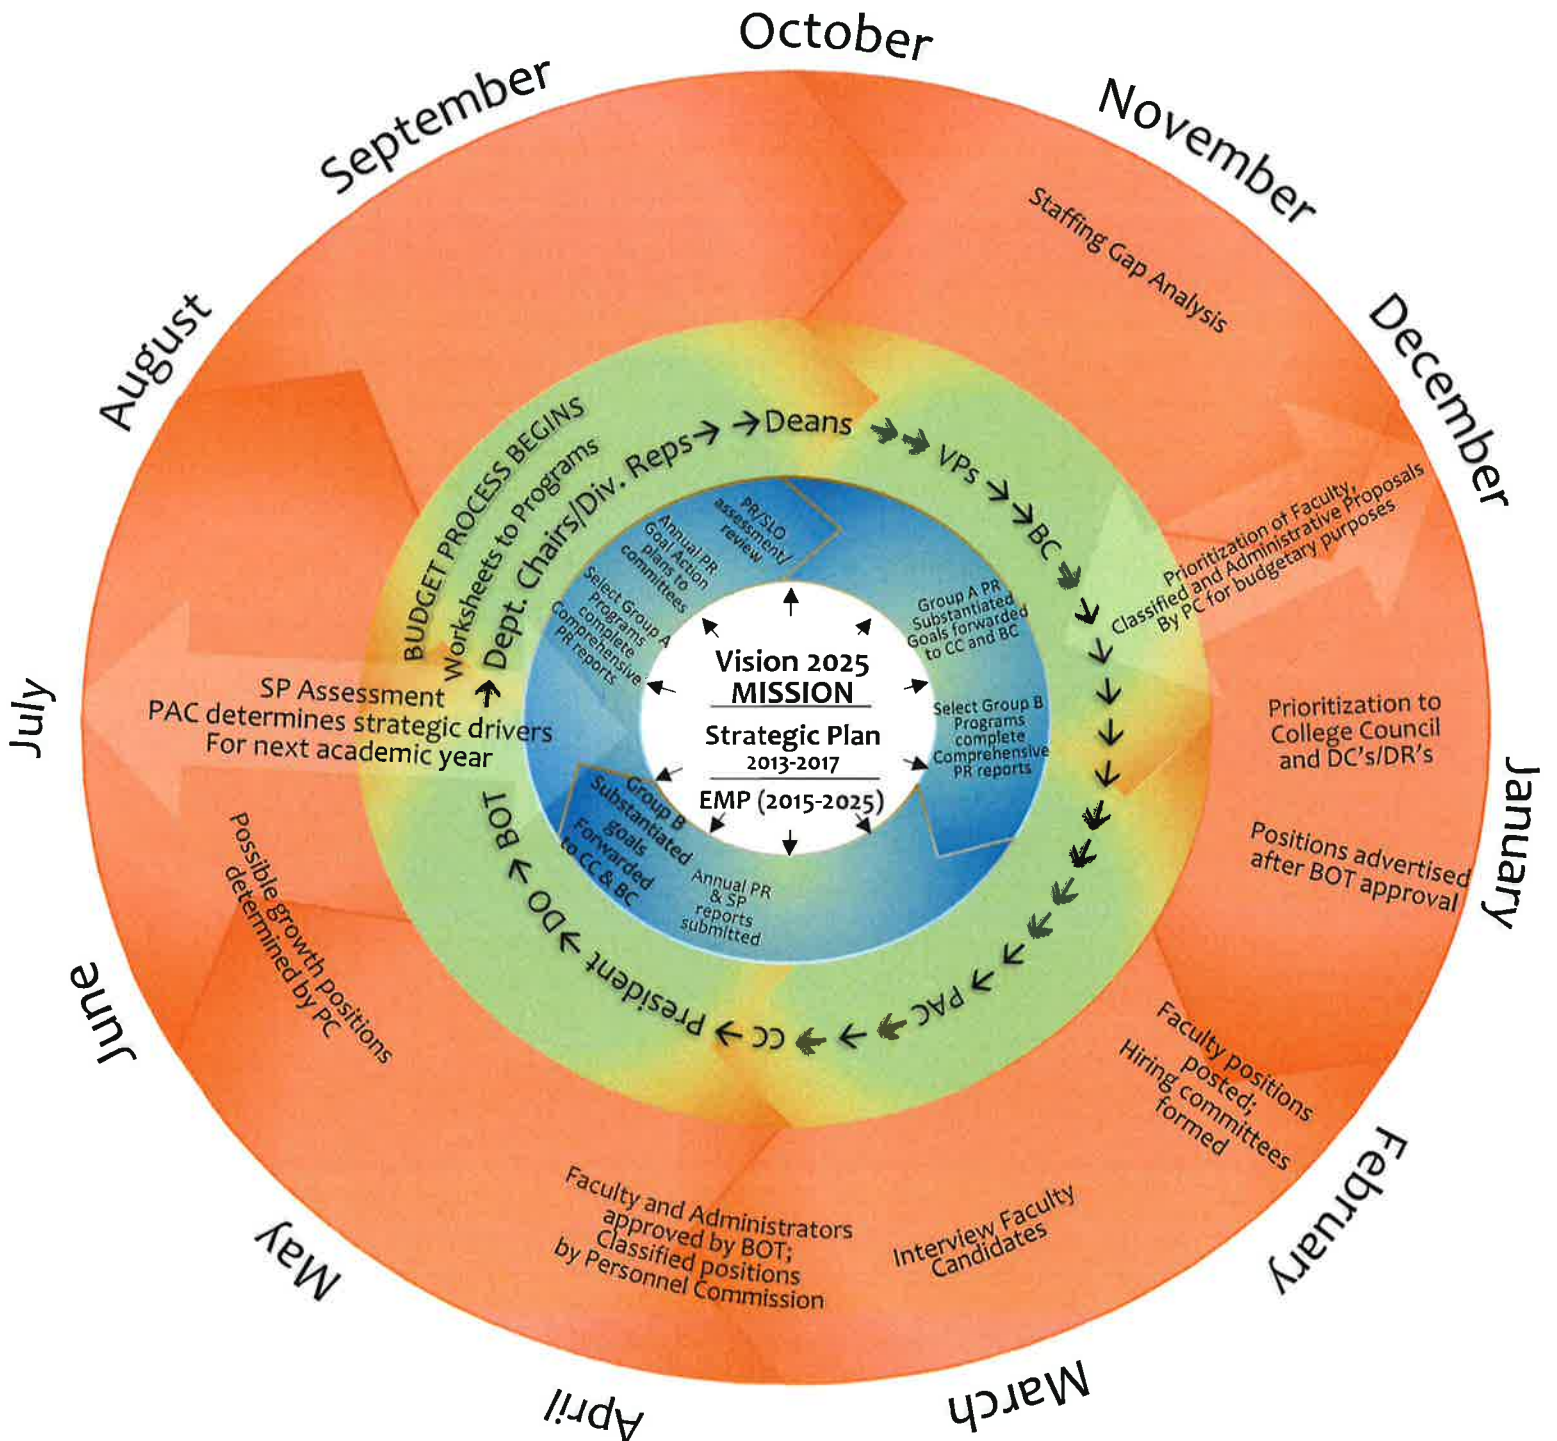 October
November
December
January
February
March
April
May
June
July
August
September
Staffing Gap Analysis
Prioritization of Faculty,
Classified and Administrative Proposals
By PC for budgetary purposes
Prioritization to
College Council
and DC's/DR's
Positions advertised
after BOT approval
Faculty positions
posted;
Hiring committees
formed
Interview Faculty
Candidates
Faculty and Administrators
approved by BOT;
Classified positions
by Personnel Commission
Possible growth positions
determined by PC
SP Assessment
PAC determines strategic drivers
For next academic year
BUDGET PROCESS BEGINS
Worksheets to Programs
→ Dept. Chairs/Div. Reps → → Deans →→ VPs → → BC → → → → → → → → → → → → PAC → → → CC → President → DO → BOT
PR/SLO
assessment/
review
Annual PR
Goal Action
plans to
committees
Select Group A
Programs
complete
Comprehensive
PR reports
Group A PR
Substantiated
Goals forwarded
to CC and BC
Select Group B
Programs
complete
Comprehensive
PR reports
Annual PR
& SP
reports
submitted
Group B
Substantiated
goals
Forwarded
to CC & BC
Vision 2025
MISSION
Strategic Plan
2013-2017
EMP (2015-2025)